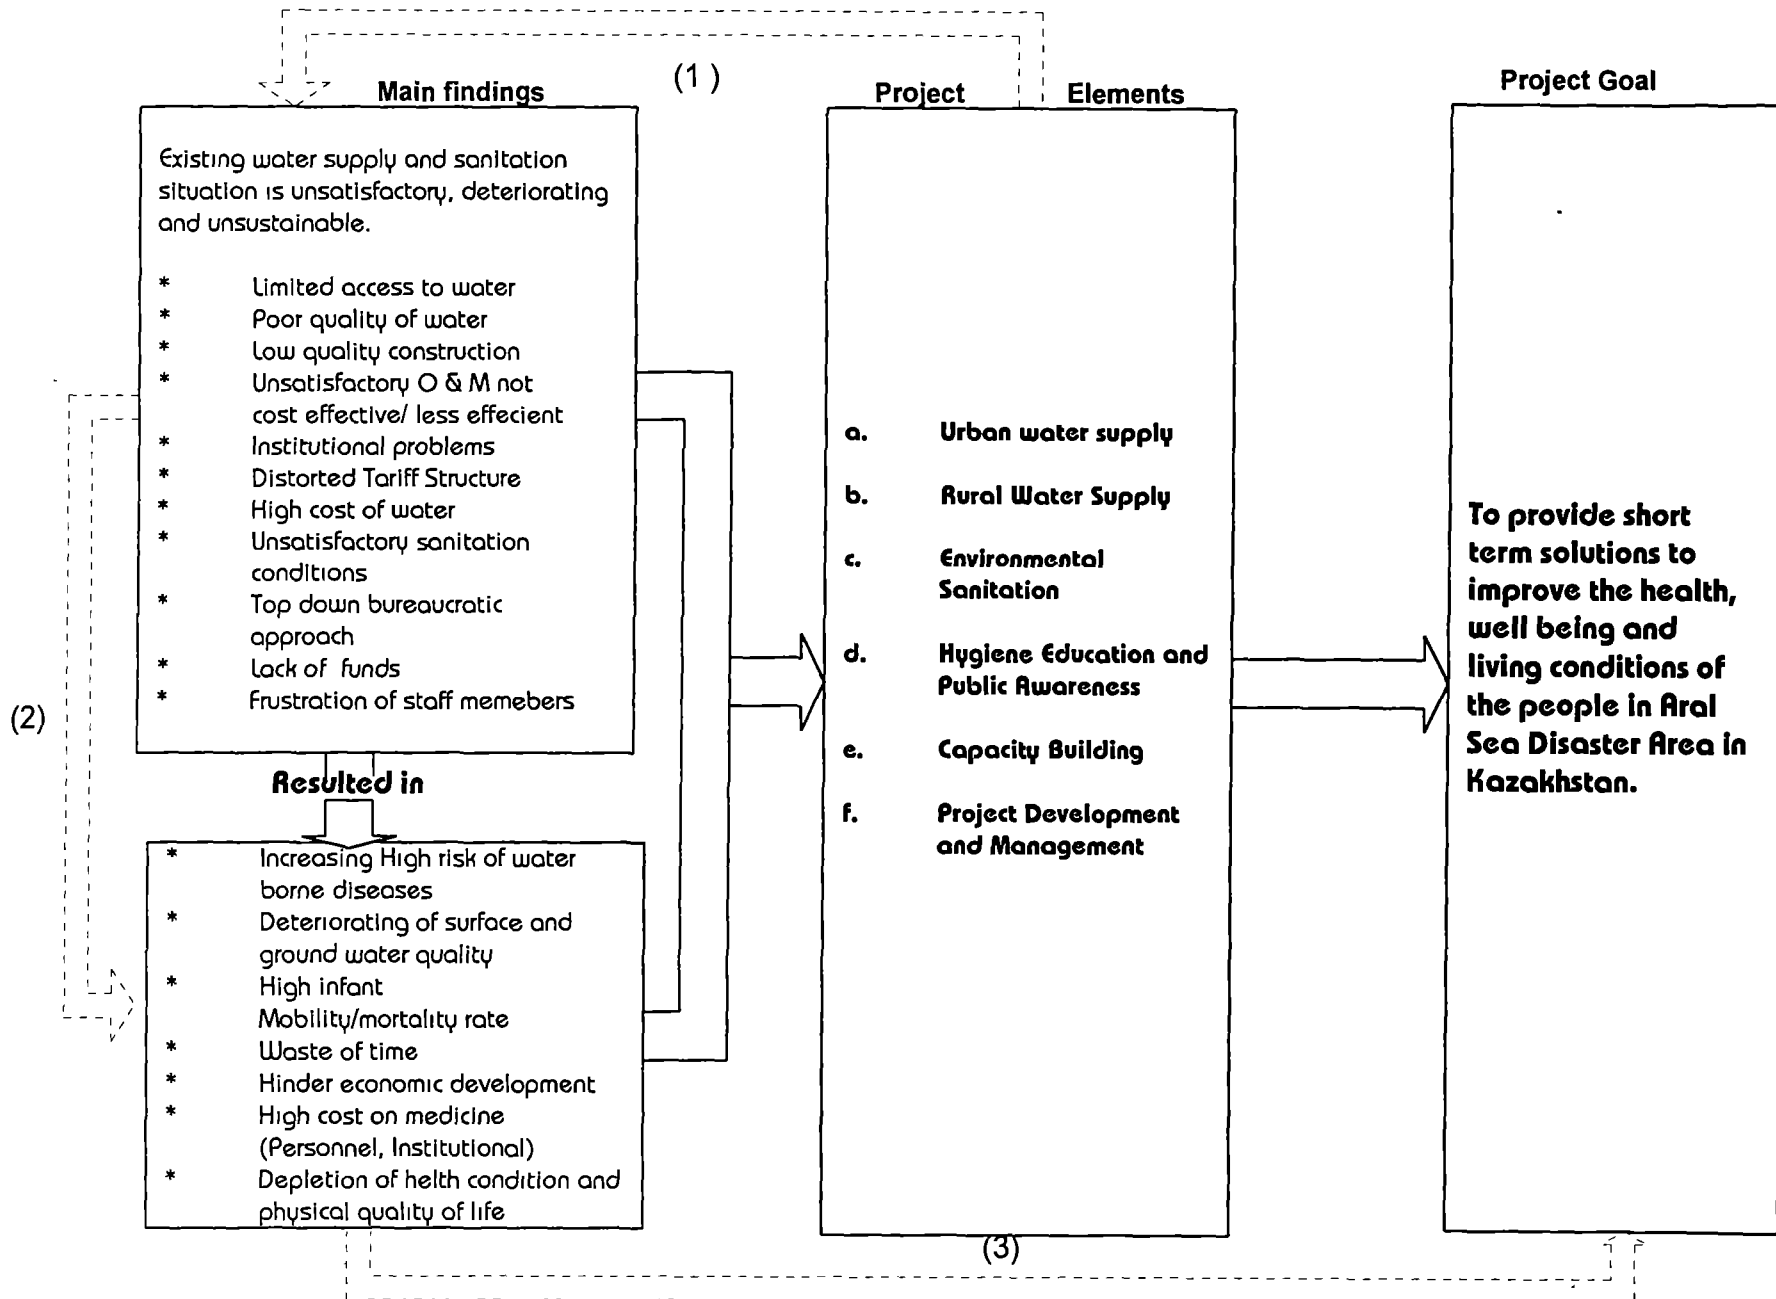 (1 )
Main findings
Existing water supply and sanitation
situation is unsatisfactory, deteriorating
and unsustainable.
* Limited access to water
* Poor quality of water
* Low quality construction
* Unsatisfactory O & M not
cost effective/ less effecient
* Institutional problems
* Distorted Tariff Structure
* High cost of water
* Unsatisfactory sanitation
conditions
* Top down bureaucratic
approach
* Lack of funds
* Frustration of staff memebers
(2)
Resulted in
* Increasing High risk of water
borne diseases
* Deteriorating of surface and
ground water quality
* High infant
Mobility/mortality rate
* Waste of time
* Hinder economic development
* High cost on medicine
(Personnel, Institutional)
* Depletion of helth condition and
physical quality of life
Project Elements
a. Urban water supply
b. Rural Water Supply
c. Environmental
Sanitation
d. Hygiene Education and
Public Awareness
e. Capacity Building
f. Project Development
and Management
(3)
Project Goal
To provide short
term solutions to
improve the health,
well being and
living conditions of
the people in Aral
Sea Disaster Area in
Kazakhstan.